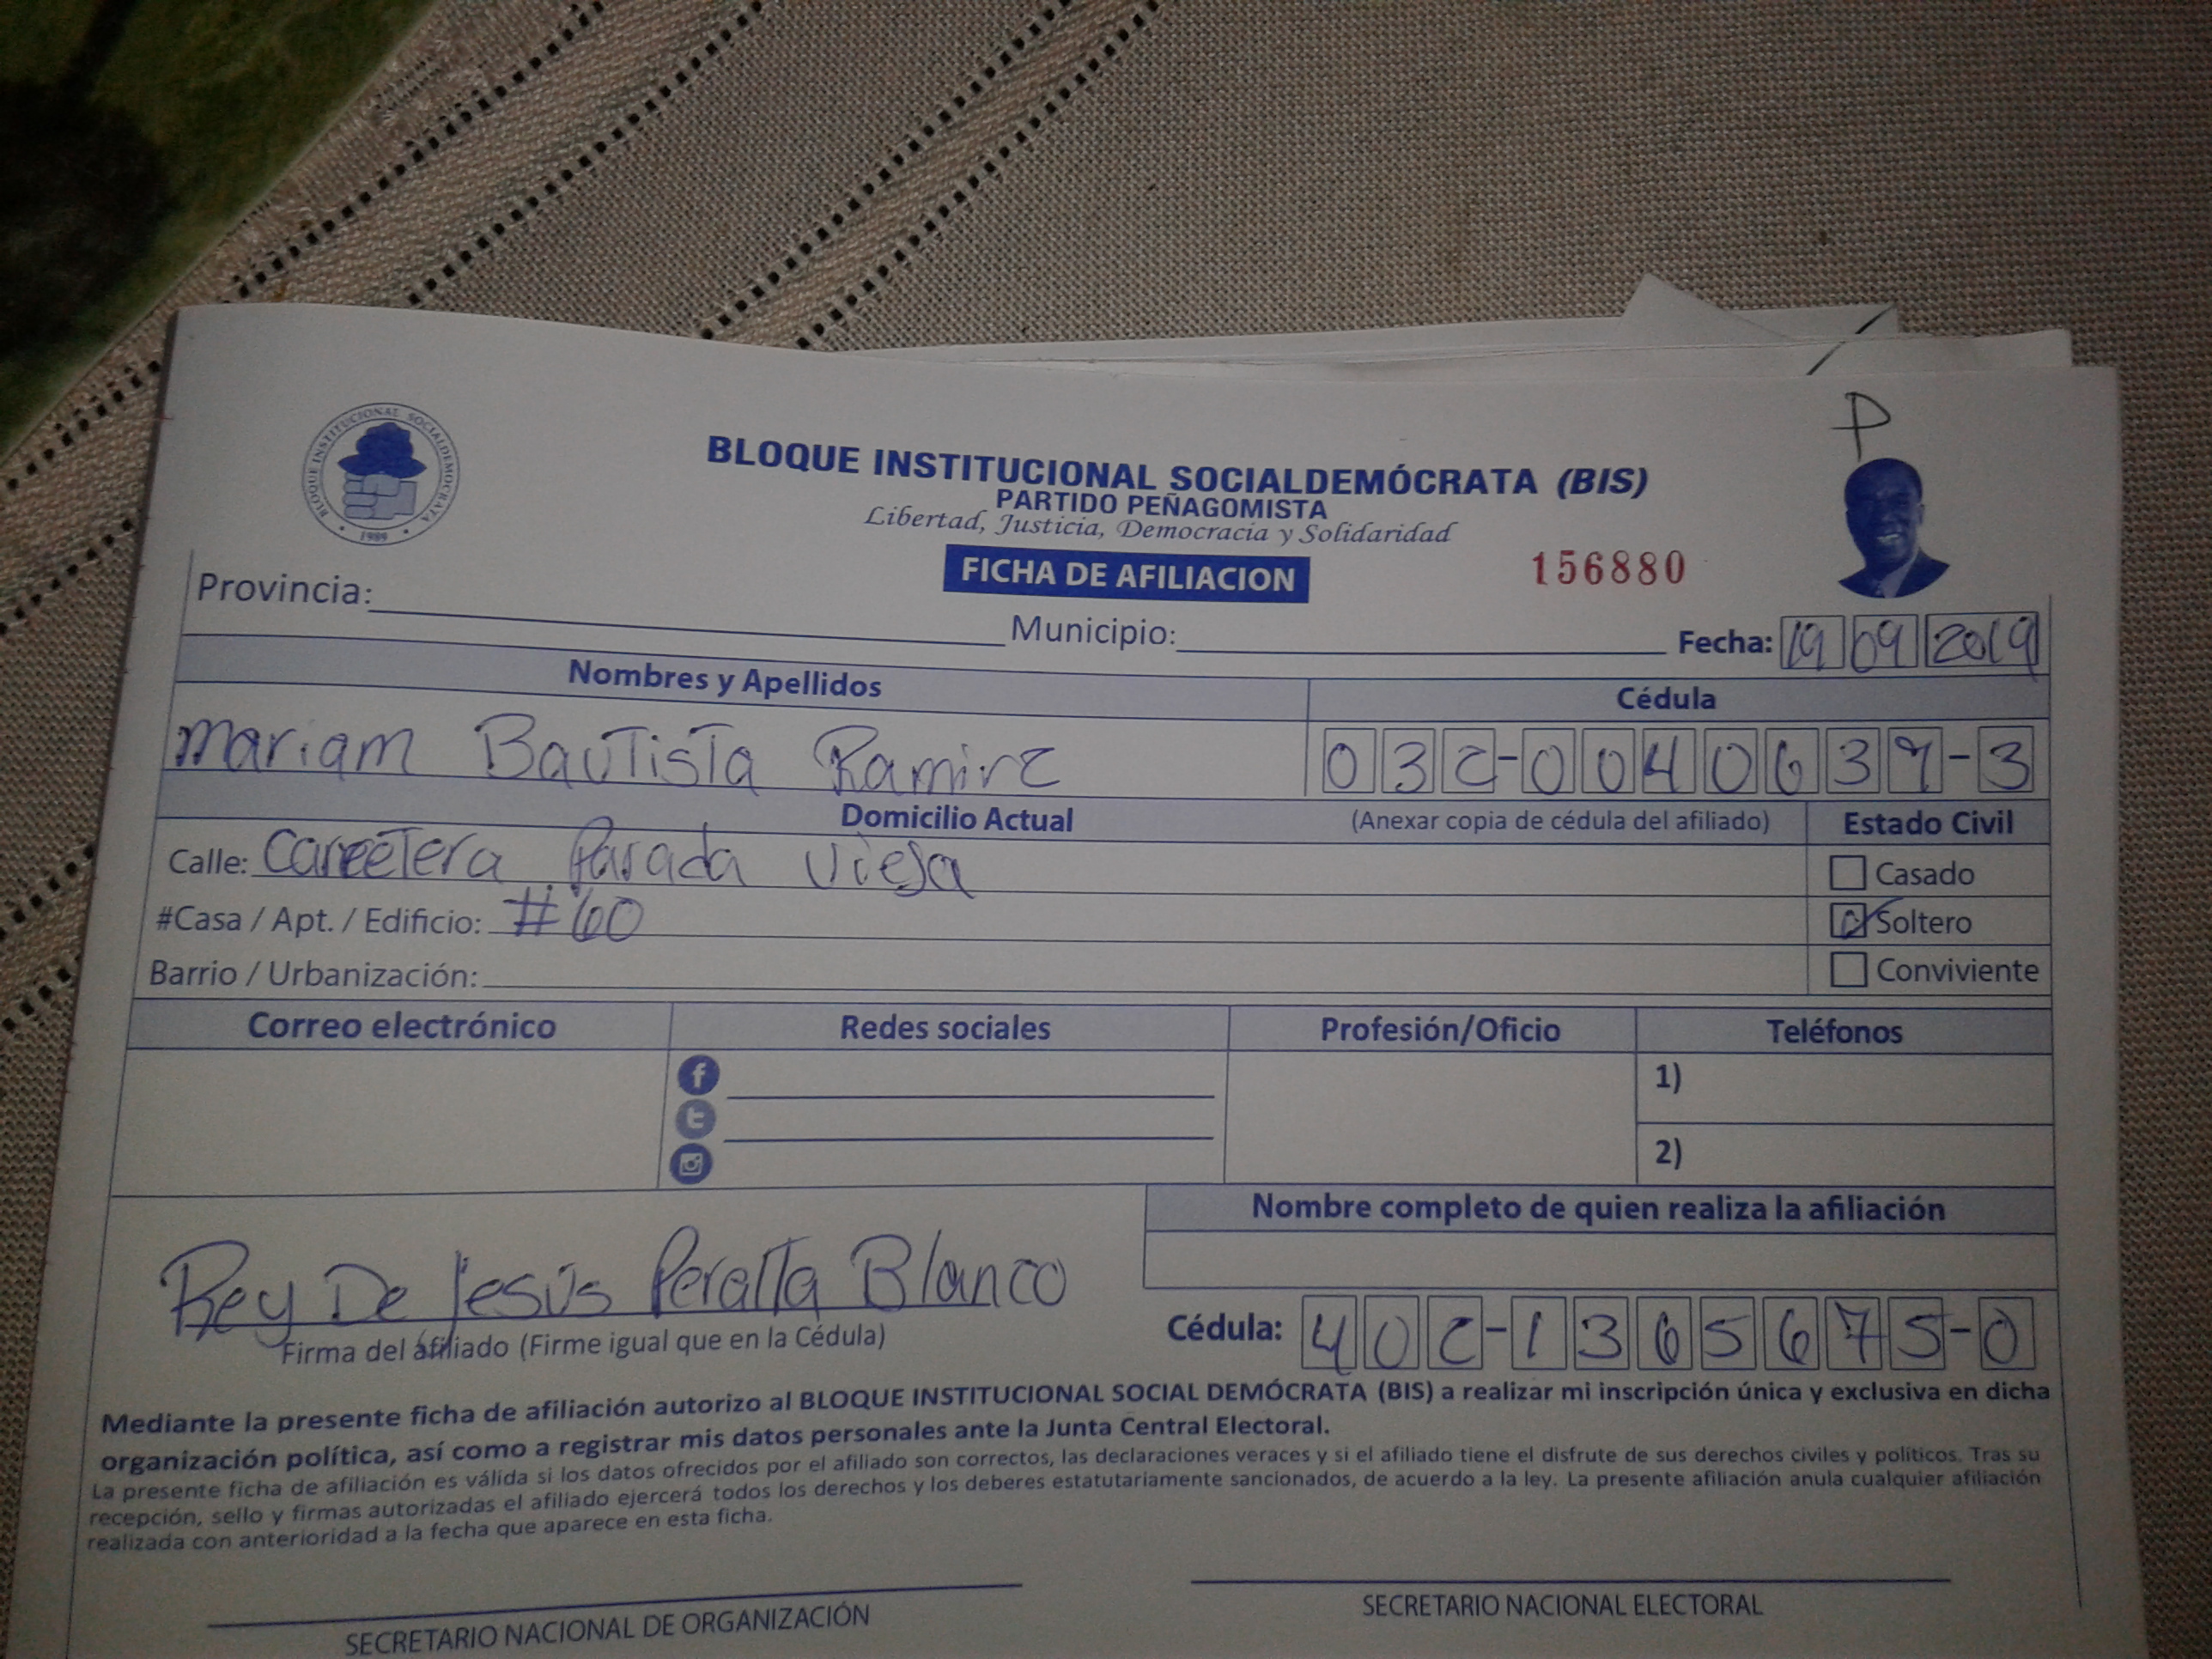 BLOQUE INSTITUCIONAL SOCIALDEMOCRATA
1989
P
BLOQUE INSTITUCIONAL SOCIALDEMÓCRATA (BIS)
PARTIDO PEÑAGOMISTA
Libertad, Justicia, Democracia y Solidaridad
FICHA DE AFILIACION
156880
Provincia:
Municipio:
Fecha: 19 09 2019
Nombres y Apellidos
Cédula
Mariam Bautista Ramirz
032-0040639-3
Domicilio Actual
(Anexar copia de cédula del afiliado)
Estado Civil
Calle: Carretera Parada Vieja
Casado
#Casa / Apt. / Edificio: #60
Soltero
Barrio / Urbanización:
Conviviente
Correo electrónico
Redes sociales
Profesión/Oficio
Teléfonos
1)
2)
Nombre completo de quien realiza la afiliación
Rey De Jesús Peralta Blanco
Firma del afiliado (Firme igual que en la Cédula)
Cédula: 402-1365675-0
Mediante la presente ficha de afiliación autorizo al BLOQUE INSTITUCIONAL SOCIAL DEMÓCRATA (BIS) a realizar mi inscripción única y exclusiva en dicha
organización política, así como a registrar mis datos personales ante la Junta Central Electoral.
La presente ficha de afiliación es válida si los datos ofrecidos por el afiliado son correctos, las declaraciones veraces y si el afiliado tiene el disfrute de sus derechos civiles y políticos. Tras su
recepción, sello y firmas autorizadas el afiliado ejercerá todos los derechos y los deberes estatutariamente sancionados, de acuerdo a la ley. La presente afiliación anula cualquier afiliación
realizada con anterioridad a la fecha que aparece en esta ficha.
SECRETARIO NACIONAL DE ORGANIZACIÓN
SECRETARIO NACIONAL ELECTORAL